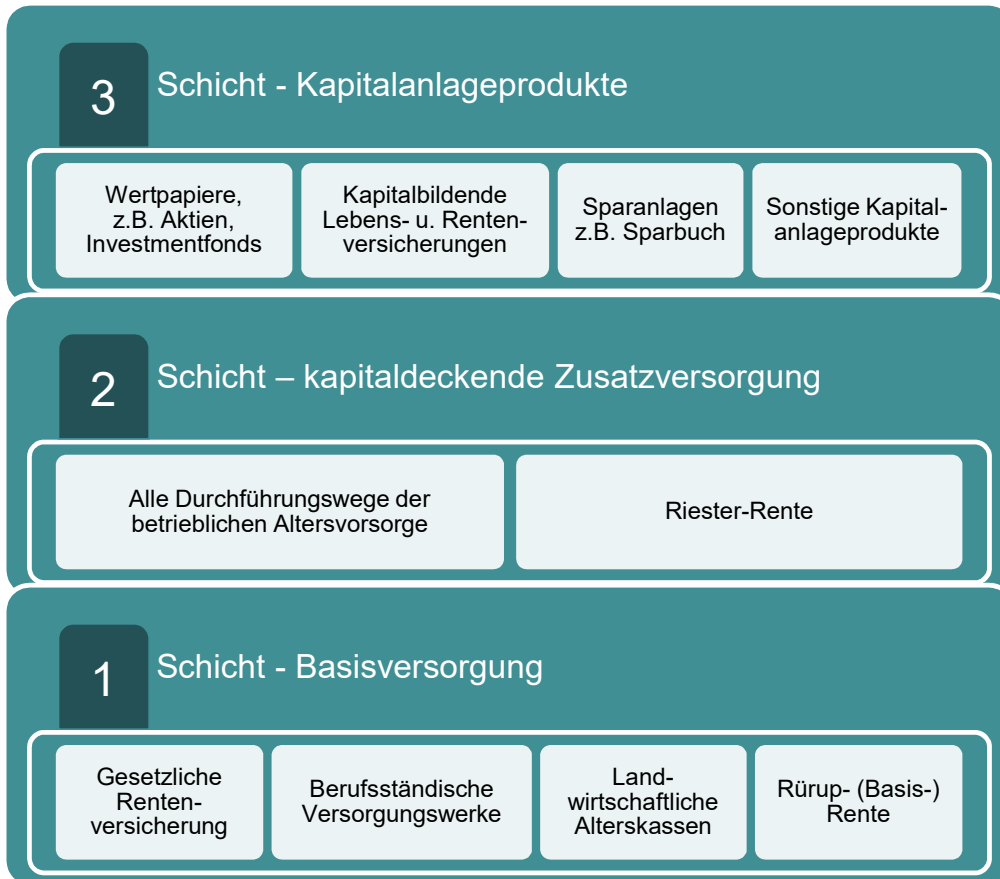 3
Schicht - Kapitalanlageprodukte
Wertpapiere,
z.B. Aktien,
Investmentfonds
Kapitalbildende
Lebens- u. Renten-
versicherungen
Sparanlagen
z.B. Sparbuch
Sonstige Kapital-
anlageprodukte
2
Schicht – kapitaldeckende Zusatzversorgung
Alle Durchführungswege der
betrieblichen Altersvorsorge
Riester-Rente
1
Schicht - Basisversorgung
Gesetzliche
Renten-
versicherung
Berufsständische
Versorgungswerke
Land-
wirtschaftliche
Alterskassen
Rürup- (Basis-)
Rente